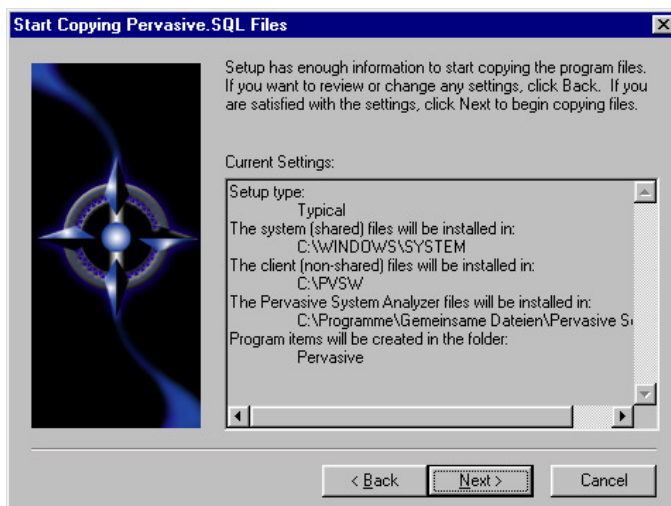 Start Copying Pervasive.SQL Files
Setup has enough information to start copying the program files.
If you want to review or change any settings, click Back. If you
are satisfied with the settings, click Next to begin copying files.
Current Settings:
Setup type:
Typical
The system (shared) files will be installed in:
C:\WINDOWS\SYSTEM
The client (non-shared) files will be installed in:
C:\PVSW
The Pervasive System Analyzer files will be installed in:
C:\Programme\Gemeinsame Dateien\Pervasive
Program items will be created in the folder:
Pervasive
< Back
Next >
Cancel